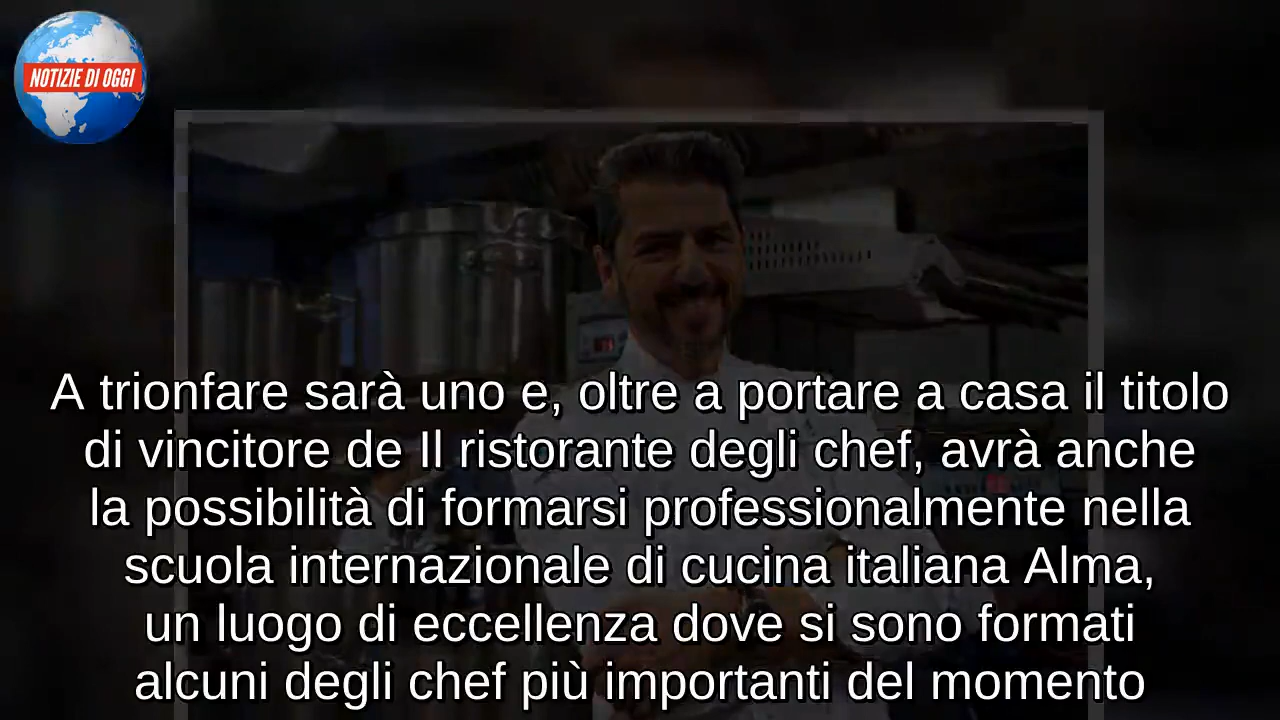 NOTIZIE DI OGGI
A trionfare sarà uno e, oltre a portare a casa il titolo
di vincitore de Il ristorante degli chef, avrà anche
la possibilità di formarsi professionalmente nella
scuola internazionale di cucina italiana Alma,
un luogo di eccellenza dove si sono formati
alcuni degli chef più importanti del momento